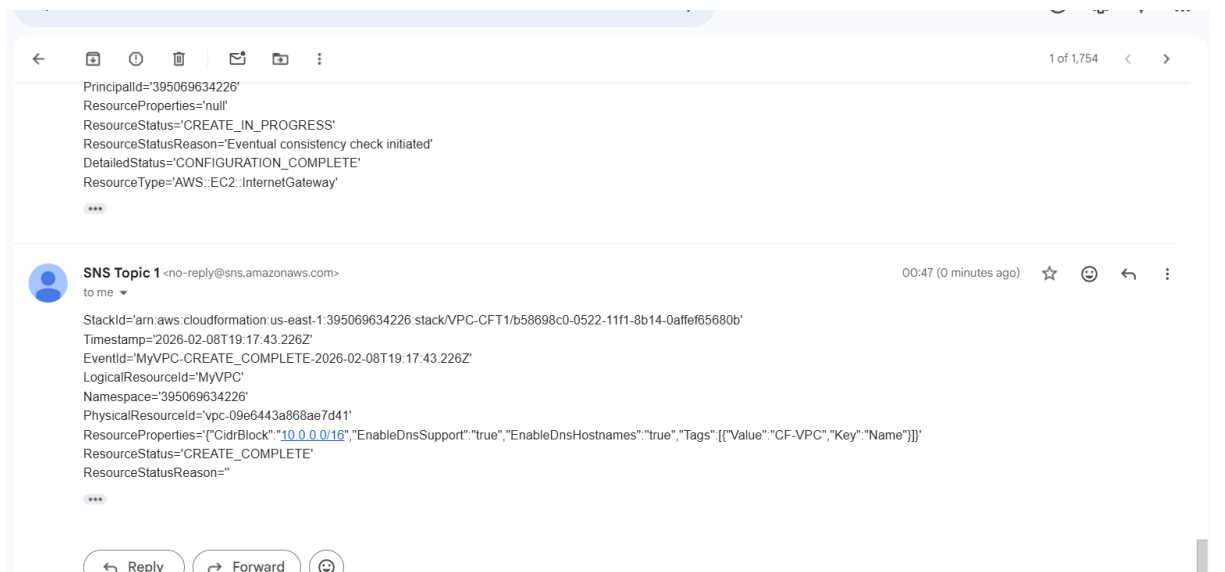 1 of 1,754
PrincipalId='395069634226'
ResourceProperties='null'
ResourceStatus='CREATE_IN_PROGRESS'
ResourceStatusReason='Eventual consistency check initiated'
DetailedStatus='CONFIGURATION_COMPLETE'
ResourceType='AWS::EC2::InternetGateway'
SNS Topic 1 <no-reply@sns.amazonaws.com> 00:47 (0 minutes ago)
to me
StackId='arn:aws:cloudformation:us-east-1:395069634226:stack/VPC-CFT1/b58698c0-0522-11f1-8b14-0affef65680b'
Timestamp='2026-02-08T19:17:43.226Z'
EventId='MyVPC-CREATE_COMPLETE-2026-02-08T19:17:43.226Z'
LogicalResourceId='MyVPC'
Namespace='395069634226'
PhysicalResourceId='vpc-09e6443a868ae7d41'
ResourceProperties='{"CidrBlock":"10.0.0.0/16","EnableDnsSupport":"true","EnableDnsHostnames":"true","Tags":[{"Value":"CF-VPC","Key":"Name"}]}'
ResourceStatus='CREATE_COMPLETE'
ResourceStatusReason=''
Reply Forward